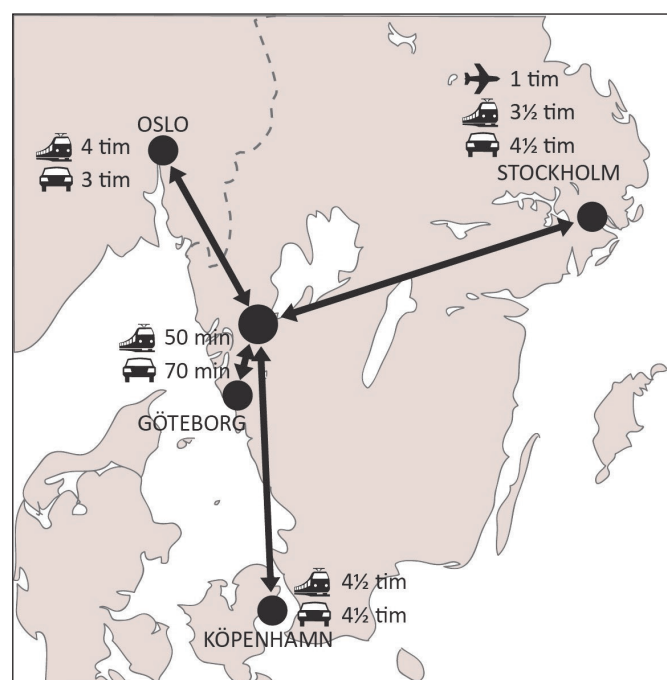 1 tim
3½ tim
4½ tim
STOCKHOLM
OSLO
4 tim
3 tim
50 min
70 min
GÖTEBORG
4½ tim
4½ tim
KÖPENHAMN